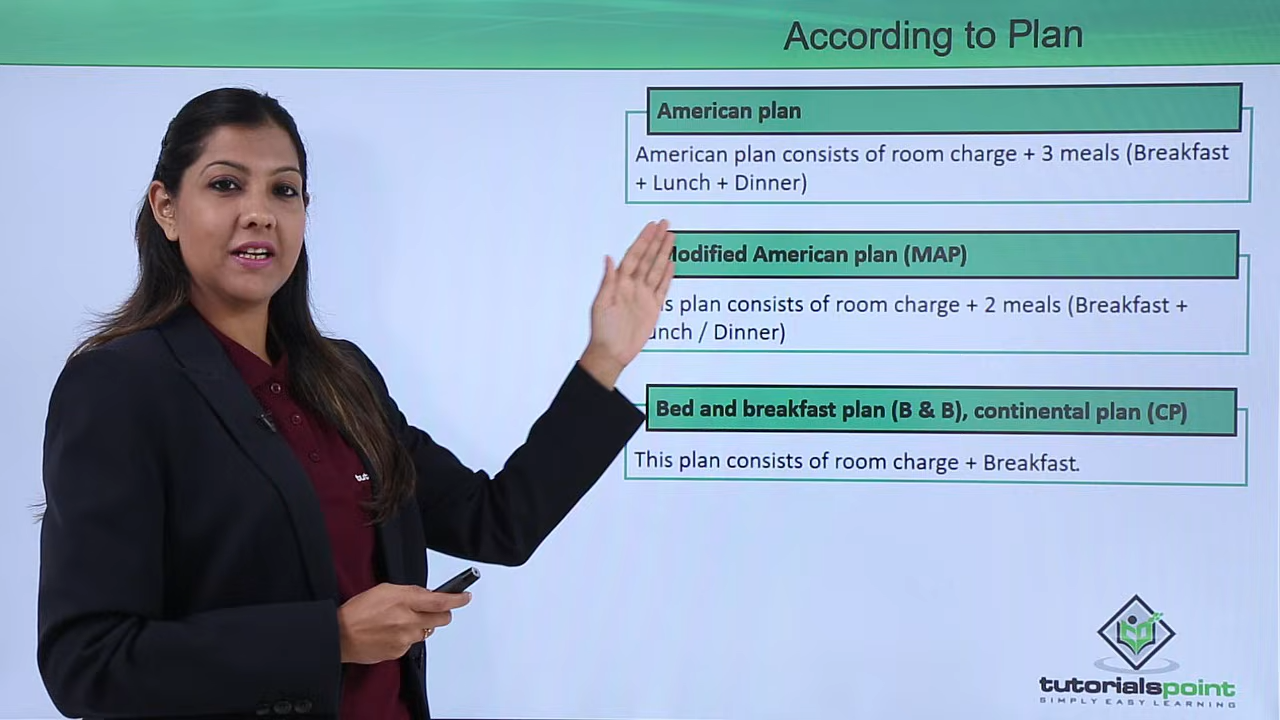 According to Plan
American plan
American plan consists of room charge + 3 meals (Breakfast
+ Lunch + Dinner)
odified American plan (MAP)
s plan consists of room charge + 2 meals (Breakfast +
unch / Dinner)
Bed and breakfast plan (B & B), continental plan (CP)
This plan consists of room charge + Breakfast.
tutorialspoint
SIMPLY EASY LEARNING